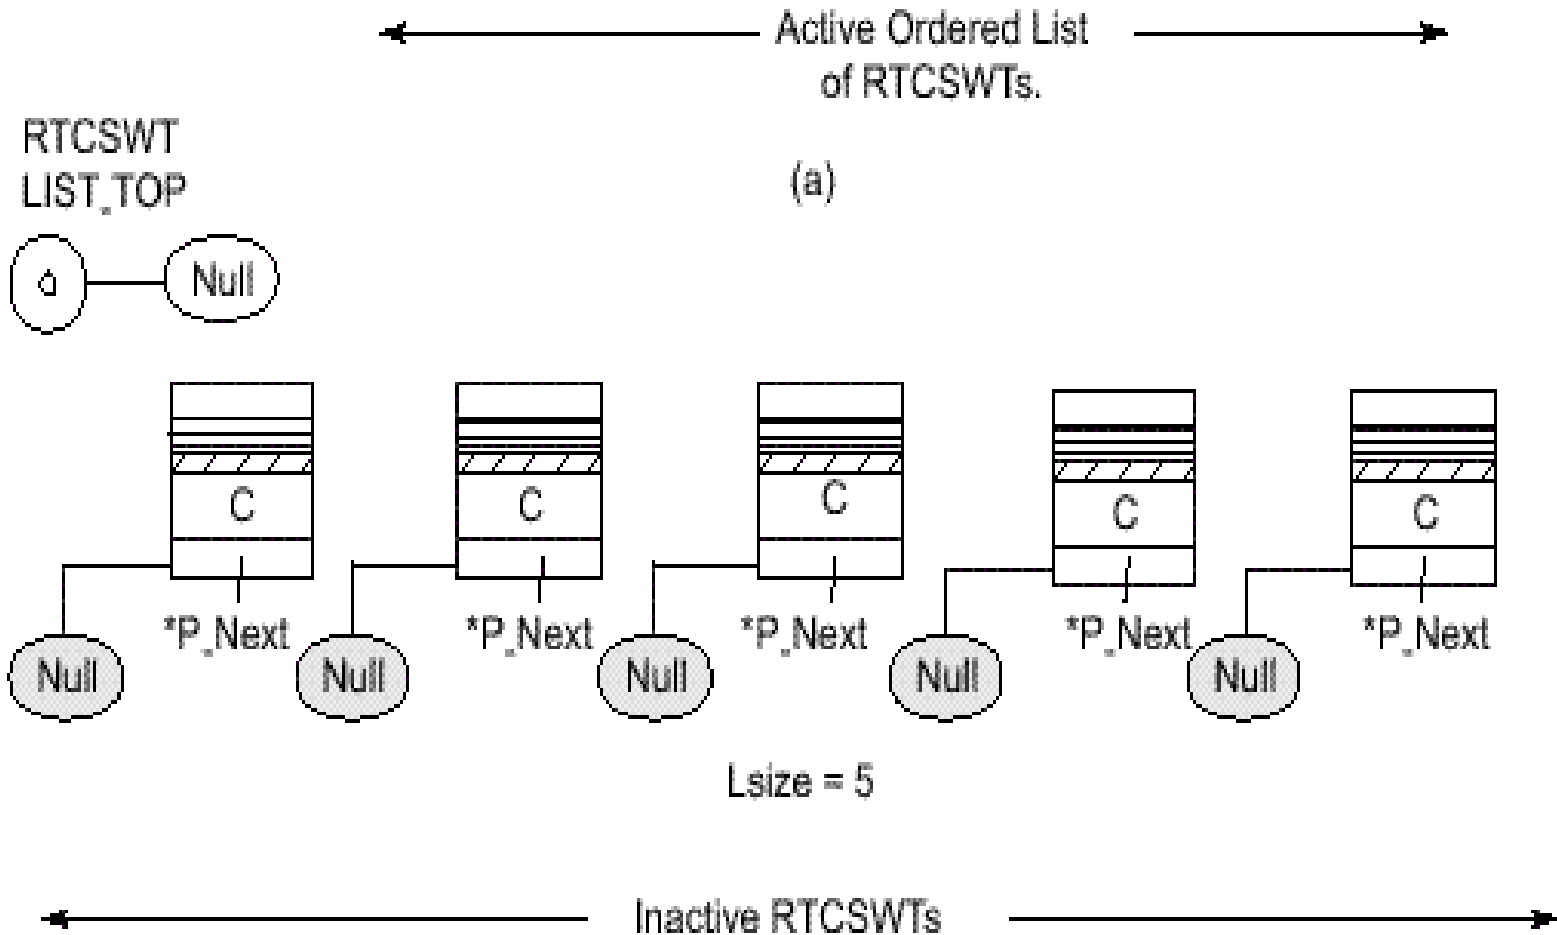 Active Ordered List
of RTCSWTs.
(a)
RTCSWT
LIST_TOP
Null
C
C
C
C
C
*P_Next
*P_Next
*P_Next
*P_Next
*P_Next
Null
Null
Null
Null
Null
Lsize = 5
Inactive RTCSWTs